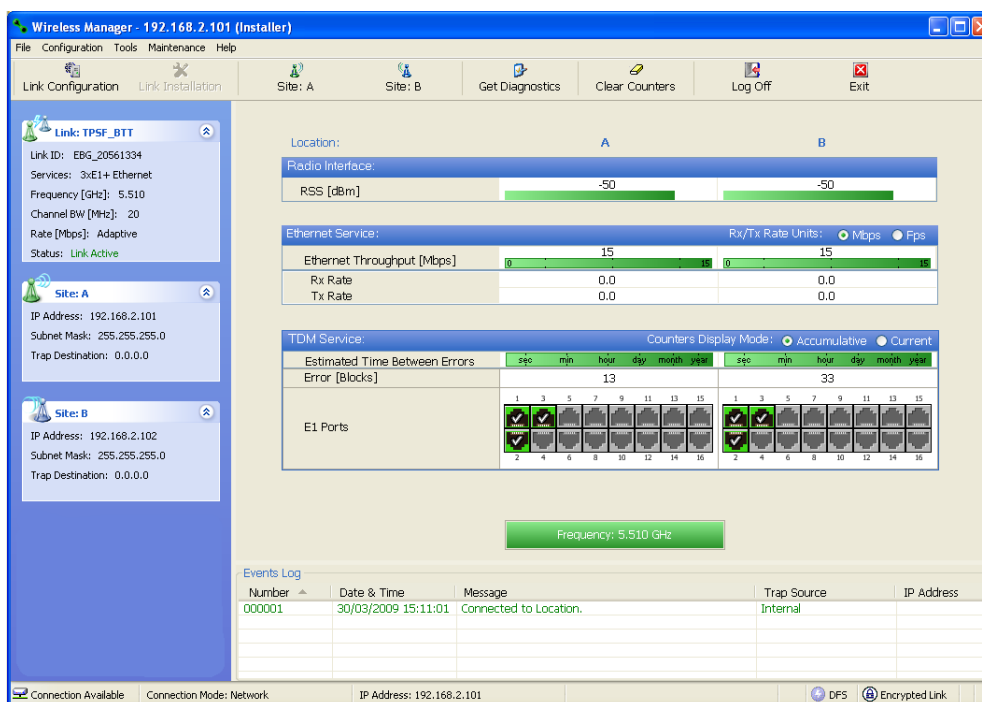 Wireless Manager - 192.168.2.101 (Installer)
File Configuration Tools Maintenance Help
Link Configuration Link Installation Site: A Site: B Get Diagnostics Clear Counters Log Off Exit
Link: TPSF_BTT
Link ID: EBG_20561334
Services: 3xE1+ Ethernet
Frequency [GHz]: 5.510
Channel BW [MHz]: 20
Rate [Mbps]: Adaptive
Status: Link Active
Site: A
IP Address: 192.168.2.101
Subnet Mask: 255.255.255.0
Trap Destination: 0.0.0.0
Site: B
IP Address: 192.168.2.102
Subnet Mask: 255.255.255.0
Trap Destination: 0.0.0.0
Location: A B
Radio Interface:
RSS [dBm] -50 -50
Ethernet Service: Rx/Tx Rate Units: Mbps Fps
Ethernet Throughput [Mbps] 15 15
0 15 0 15
Rx Rate 0.0 0.0
Tx Rate 0.0 0.0
TDM Service: Counters Display Mode: Accumulative Current
Estimated Time Between Errors sec min hour day month year sec min hour day month year
Error [Blocks] 13 33
1 3 5 7 9 11 13 15 1 3 5 7 9 11 13 15
E1 Ports
2 4 6 8 10 12 14 16 2 4 6 8 10 12 14 16
Frequency: 5.510 GHz
Events Log
Number Date & Time Message Trap Source IP Address
000001 30/03/2009 15:11:01 Connected to Location. Internal
Connection Available Connection Mode: Network IP Address: 192.168.2.101 DFS Encrypted Link